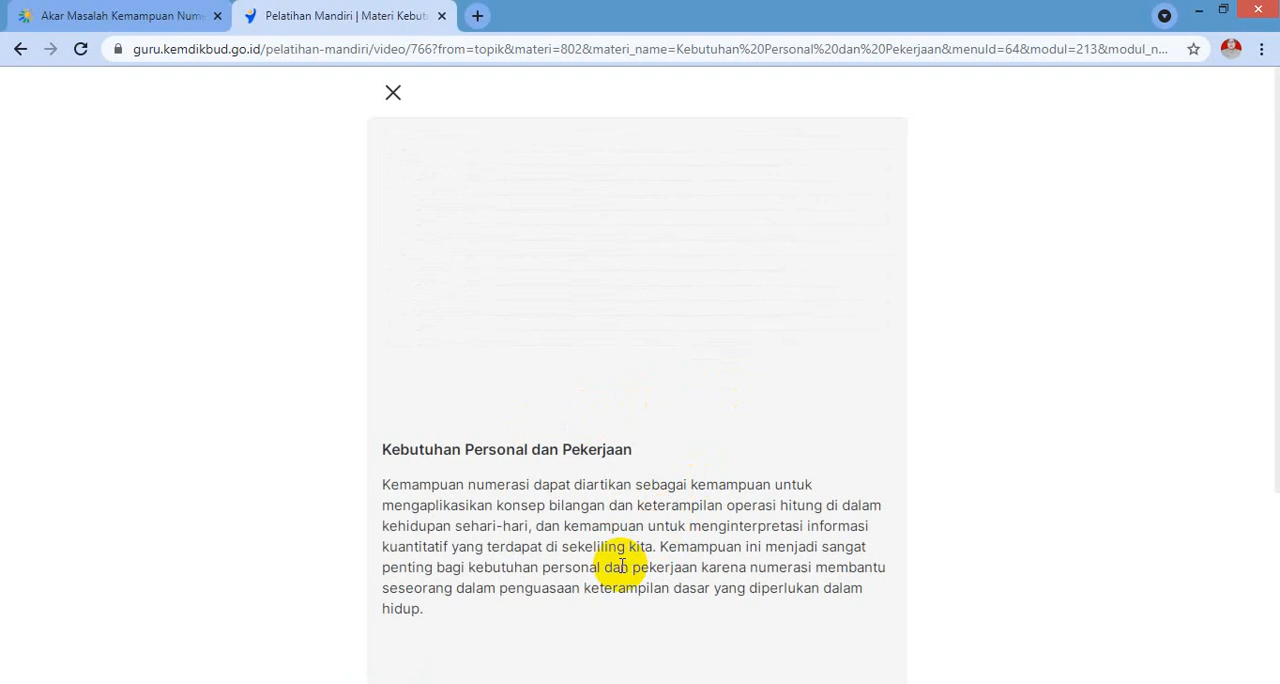 Akar Masalah Kemampuan Num
Pelatihan Mandiri | Materi Kebut
guru.kemdikbud.go.id/pelatihan-mandiri/video/766?from=topik&materi=802&materi_name=Kebutuhan%20Personal%20dan%20Pekerjaan&menuId=64&modul=213&modul_n...
Kebutuhan Personal dan Pekerjaan
Kemampuan numerasi dapat diartikan sebagai kemampuan untuk
mengaplikasikan konsep bilangan dan keterampilan operasi hitung di dalam
kehidupan sehari-hari, dan kemampuan untuk menginterpretasi informasi
kuantitatif yang terdapat di sekeliling kita. Kemampuan ini menjadi sangat
penting bagi kebutuhan personal dan pekerjaan karena numerasi membantu
seseorang dalam penguasaan keterampilan dasar yang diperlukan dalam
hidup.